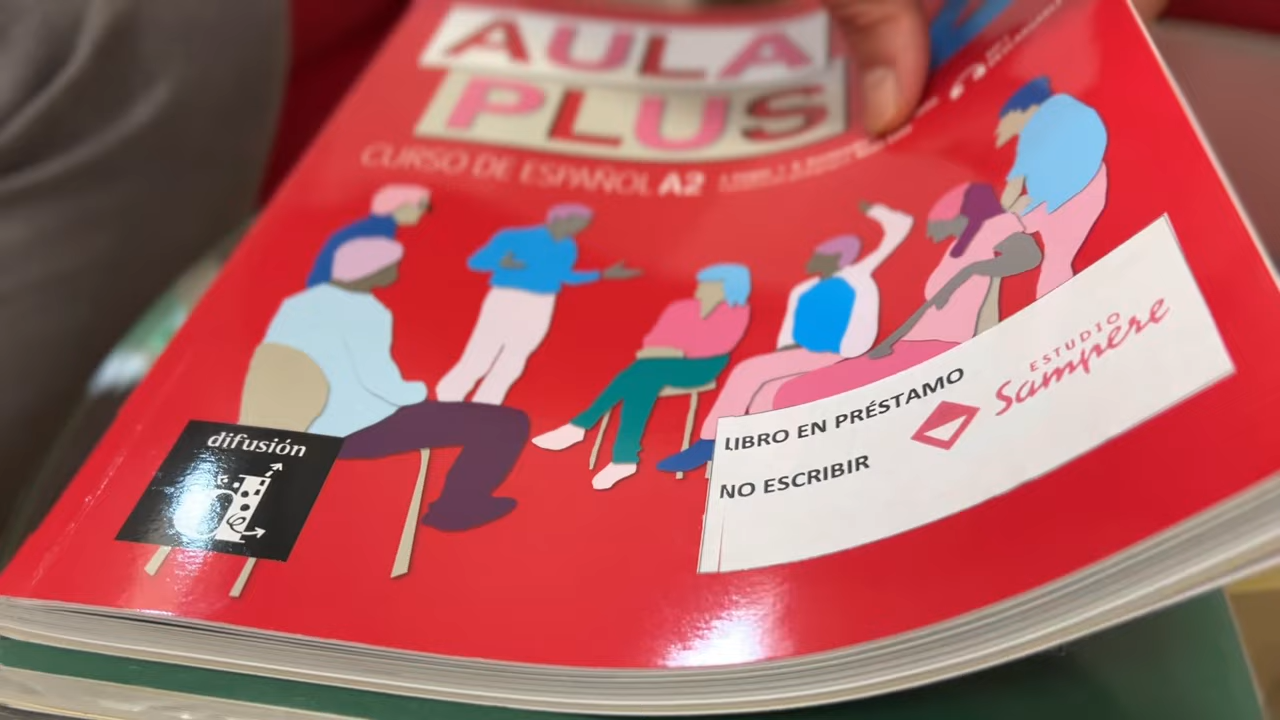 AULA
PLUS
CURSO DE ESPAÑOL A2
difusión
LIBRO EN PRÉSTAMO
NO ESCRIBIR
ESTUDIO
Sampere